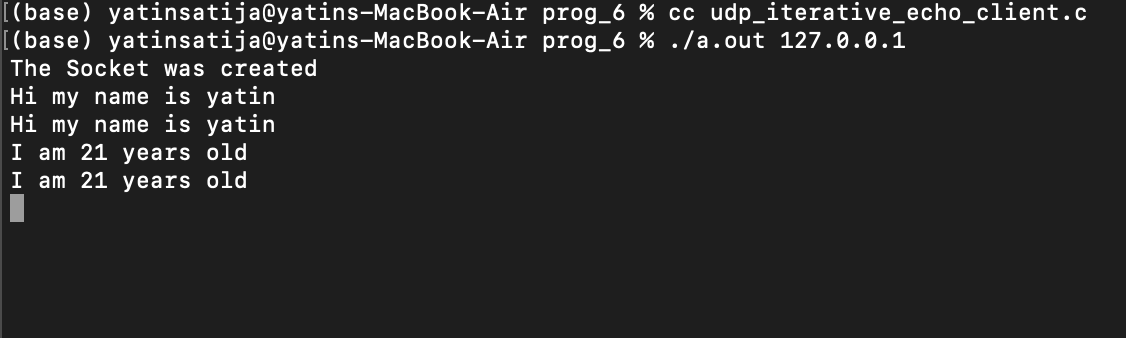 [(base) yatinsatija@yatins-MacBook-Air prog_6 % cc udp_iterative_echo_client.c
[(base) yatinsatija@yatins-MacBook-Air prog_6 % ./a.out 127.0.0.1
The Socket was created
Hi my name is yatin
Hi my name is yatin
I am 21 years old
I am 21 years old